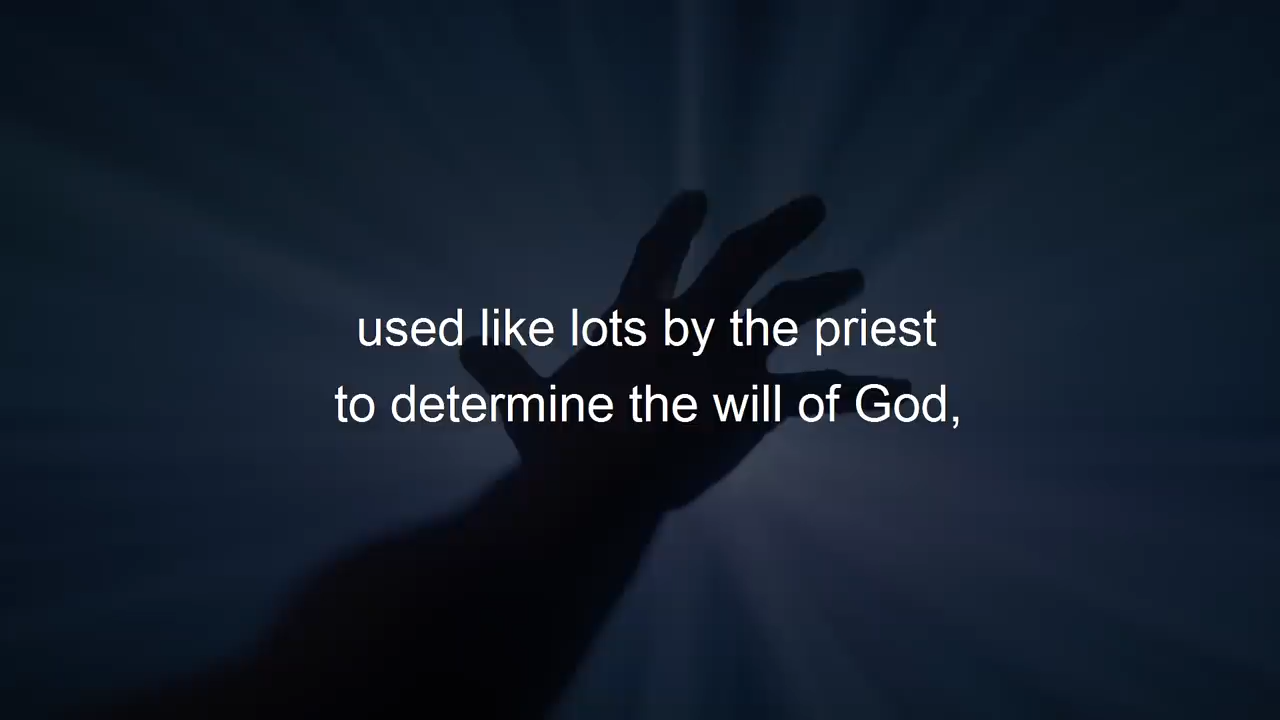 used like lots by the priest
to determine the will of God,